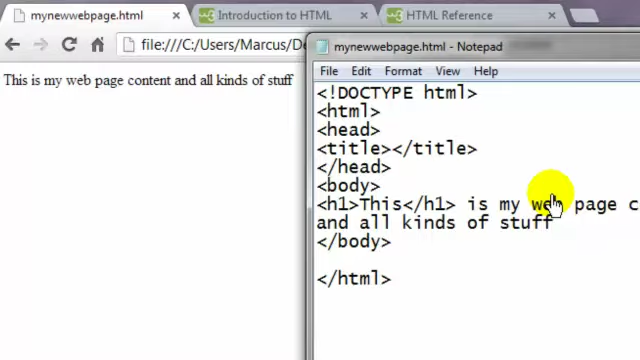 mynewwebpage.html
Introduction to HTML
HTML Reference
file:///C:/Users/Marcus/De
This is my web page content and all kinds of stuff
mynewwebpage.html - Notepad
File Edit Format View Help
<!DOCTYPE html>
<html>
<head>
<title></title>
</head>
<body>
<h1>This</h1> is my web page c
and all kinds of stuff
</body>
</html>